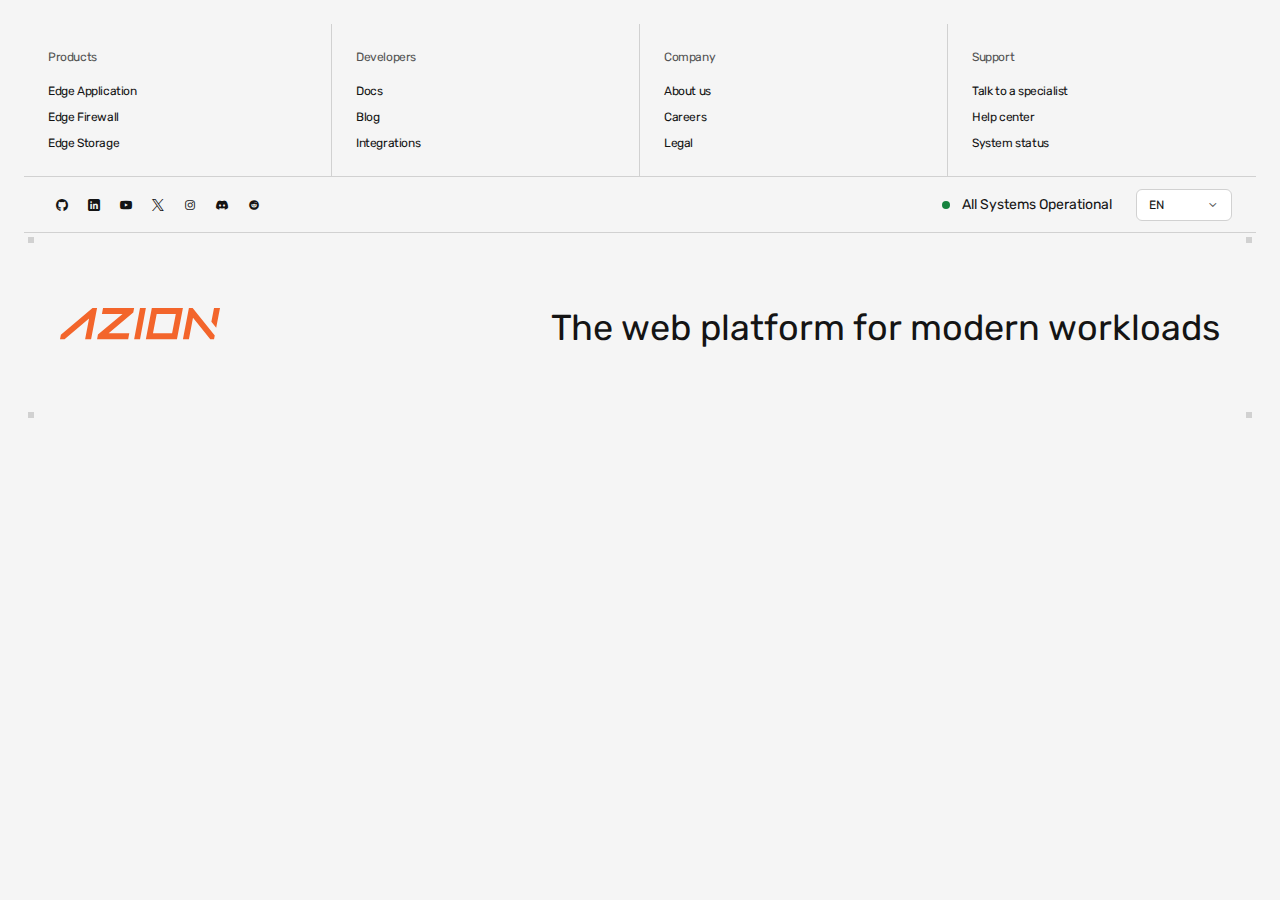 Products
Edge Application
Edge Firewall
Edge Storage
Developers
Docs
Blog
Integrations
Company
About us
Careers
Legal
Support
Talk to a specialist
Help center
System status
All Systems Operational
EN
AZION
The web platform for modern workloads